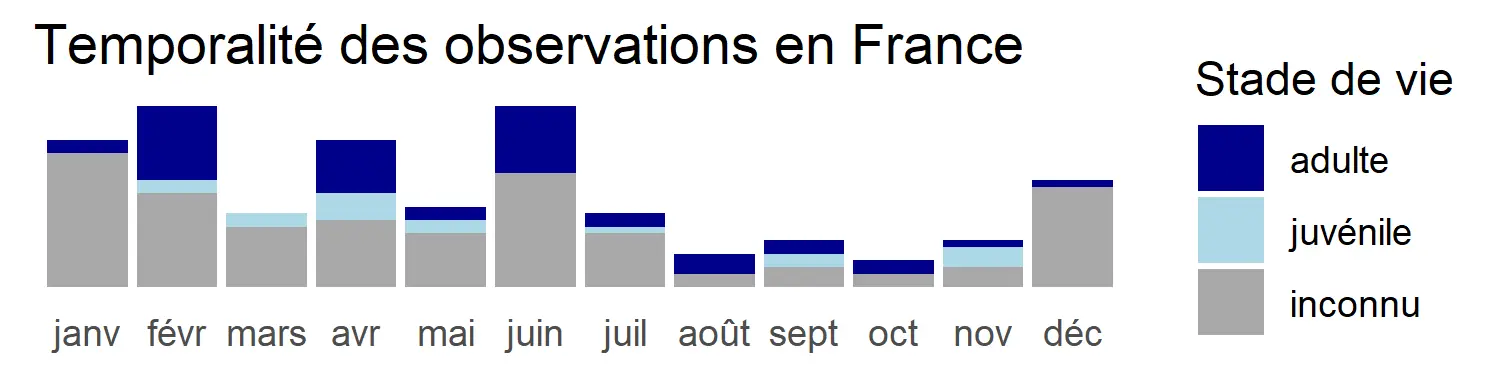 Temporalité des observations en France
Stade de vie
adulte
juvénile
inconnu
janv févr mars avr mai juin juil août sept oct nov déc